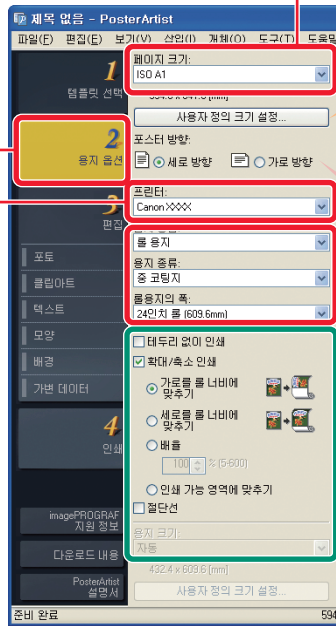 제목 없음 - PosterArtist
파일(F) 편집(E) 보기(V) 삽입(I) 개체(O) 도구(T) 도움말
1
템플릿 선택
2
용지 옵션
3
편집
포토
클립아트
텍스트
모양
배경
가변 데이터
4
인쇄
imagePROGRAF
지원 정보
다운로드 내용
PosterArtist
설명서
준비 완료
페이지 크기:
ISO A1
사용자 정의 크기 설정...
포스터 방향:
세로 방향 가로 방향
프린터:
Canon XXXX
롤 용지
용지 종류:
중 코팅지
롤용지의 폭:
24인치 롤 (609.6mm)
테두리 없이 인쇄
확대/축소 인쇄
가로를 롤 너비에
맞추기
세로를 롤 너비에
맞추기
배율
100 % (5-600)
인쇄 가능 영역에 맞추기
절단선
용지 크기:
자동
432.4 x 609.6 (mm)
사용자 정의 크기 설정...
594